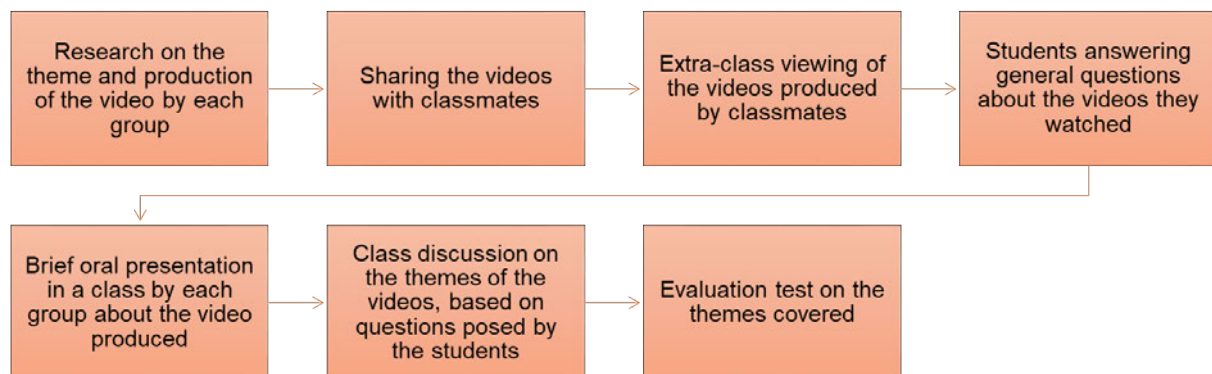 Research on the
theme and production
of the video by each
group
Sharing the videos
with classmates
Extra-class viewing of
the videos produced
by classmates
Students answering
general questions
about the videos they
watched
Brief oral presentation
in a class by each
group about the video
produced
Class discussion on
the themes of the
videos, based on
questions posed by
the students
Evaluation test on the
themes covered